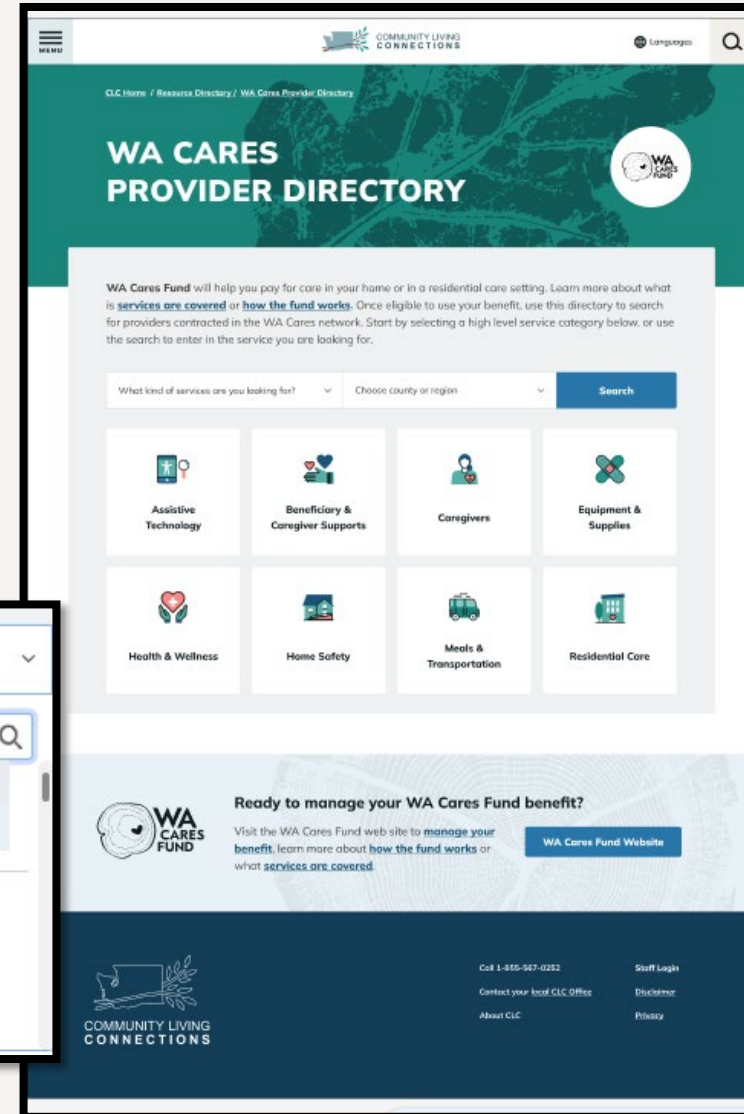 MENU
COMMUNITY LIVING
CONNECTIONS
Languages
CLC Home / Resource Directory / WA Cares Provider Directory
WA CARES
PROVIDER DIRECTORY
WA
CARES
FUND
WA Cares Fund will help you pay for care in your home or in a residential care setting. Learn more about what
is services are covered or how the fund works. Once eligible to use your benefit, use this directory to search
for providers contracted in the WA Cares network. Start by selecting a high level service category below, or use
the search to enter in the service you are looking for.
What kind of services are you looking for?
Choose county or region
Search
Assistive
Technology
Beneficiary &
Caregiver Supports
Caregivers
Equipment &
Supplies
Health & Wellness
Home Safety
Meals &
Transportation
Residential Care
WA
CARES
FUND
Ready to manage your WA Cares Fund benefit?
Visit the WA Cares Fund web site to manage your
benefit, learn more about how the fund works or
what services are covered.
WA Cares Fund Website
COMMUNITY LIVING
CONNECTIONS
Call 1-855-567-0252
Contact your local CLC Office
About CLC
Staff Login
Disclaimer
Privacy